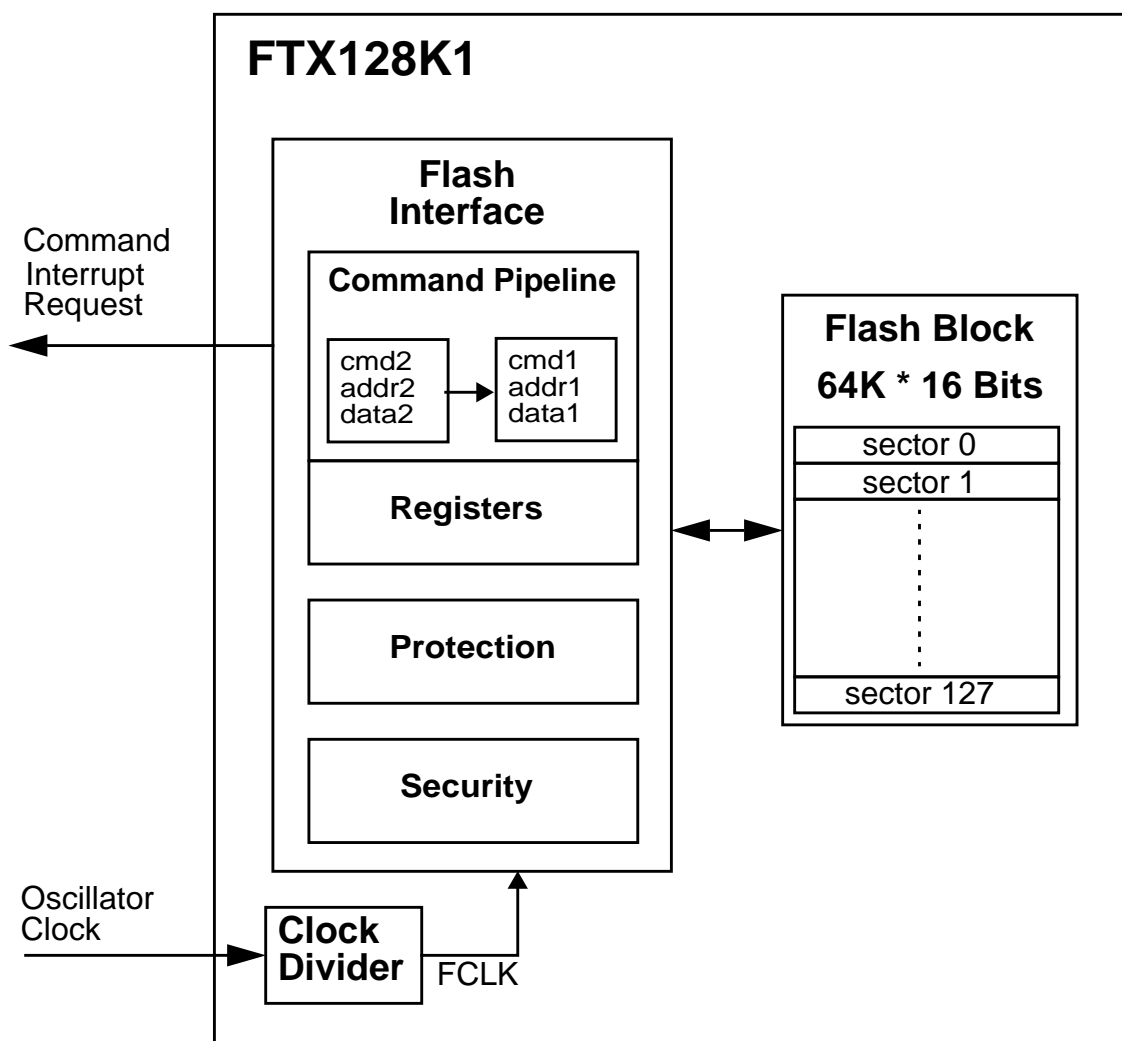 FTX128K1
Flash
Interface
Command
Interrupt
Request
Command Pipeline
cmd2
addr2
data2
cmd1
addr1
data1
Registers
Protection
Security
Flash Block
64K * 16 Bits
sector 0
sector 1
sector 127
Oscillator
Clock
Clock
Divider
FCLK